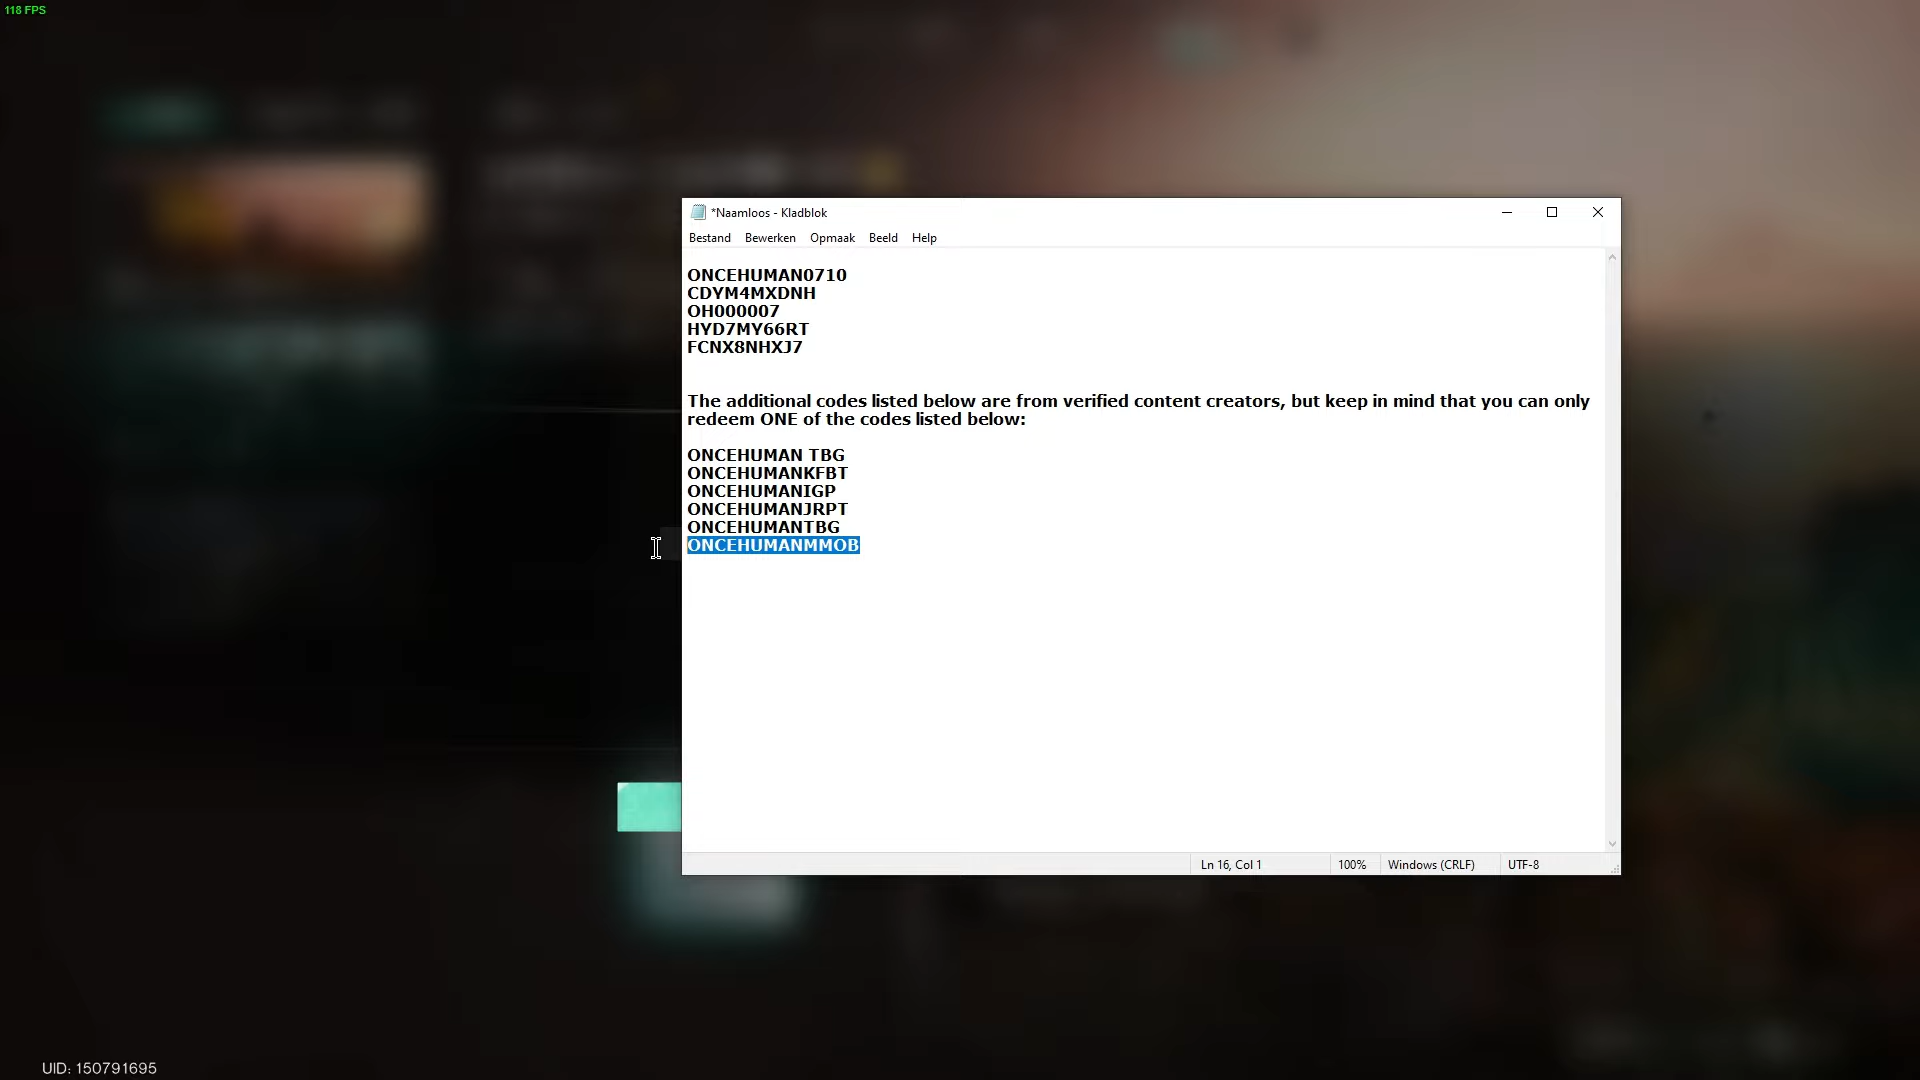 118 FPS
*Naamloos - Kladblok
Bestand Bewerken Opmaak Beeld Help
ONCEHUMAN0710
CDYM4MXDNH
OH000007
HYD7MY66RT
FCNX8NHXJ7
The additional codes listed below are from verified content creators, but keep in mind that you can only
redeem ONE of the codes listed below:
ONCEHUMAN TBG
ONCEHUMANKFBT
ONCEHUMANIGP
ONCEHUMANJRPT
ONCEHUMANTBG
ONCEHUMANMMOB
Ln 16, Col 1 100% Windows (CRLF) UTF-8
UID: 150791695